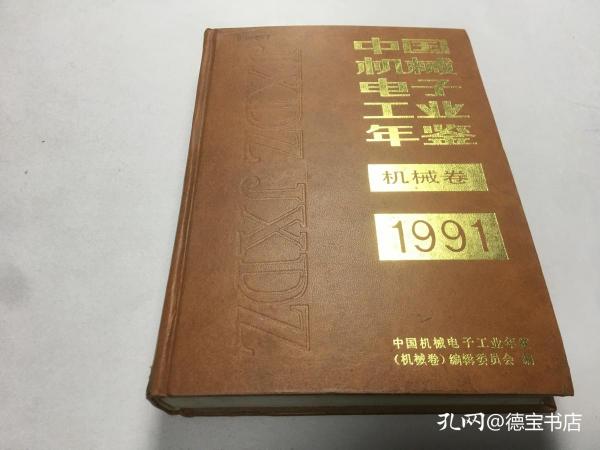 中国
机械
电子
工业
年鉴
机械卷
1991
中国机械电子工业年鉴
(机械卷)编辑委员会 编
ZGJXDZ
孔网@德宝书店